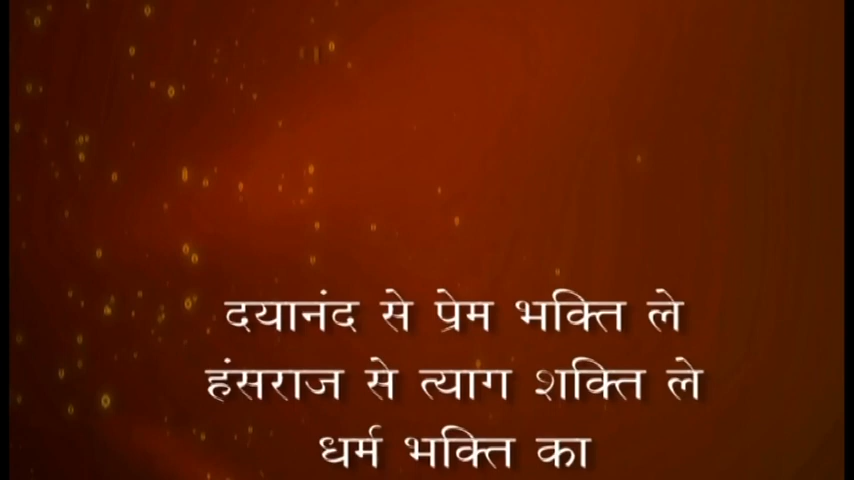 दयानंद से प्रेम भक्ति ले
हंसराज से त्याग शक्ति ले
धर्म भक्ति का